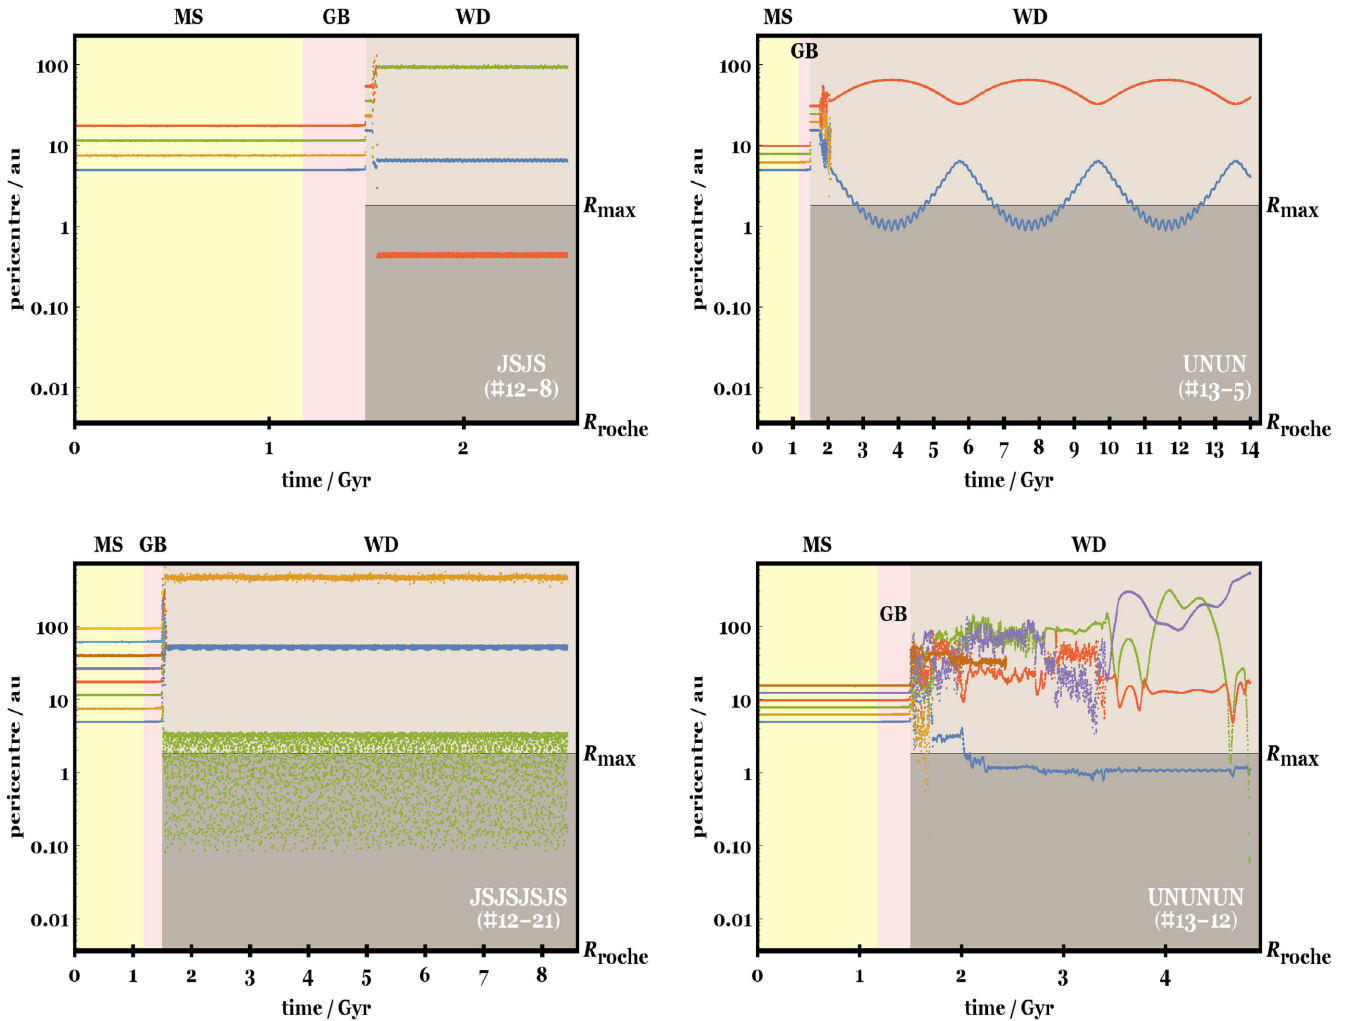 MS GB WD
100
10
1
0.10
0.01
pericentre / au
Rmax
Rroche
JSJS
(#12–8)
0 1 2
time / Gyr
MS WD
GB
100
10
1
0.10
0.01
pericentre / au
Rmax
Rroche
UNUN
(#13–5)
0 1 2 3 4 5 6 7 8 9 10 11 12 13 14
time / Gyr
MS GB WD
100
10
1
0.10
0.01
pericentre / au
Rmax
Rroche
JSJSJSJS
(#12–21)
0 1 2 3 4 5 6 7 8
time / Gyr
MS WD
GB
100
10
1
0.10
0.01
pericentre / au
Rmax
Rroche
UNUNUN
(#13–12)
0 1 2 3 4
time / Gyr